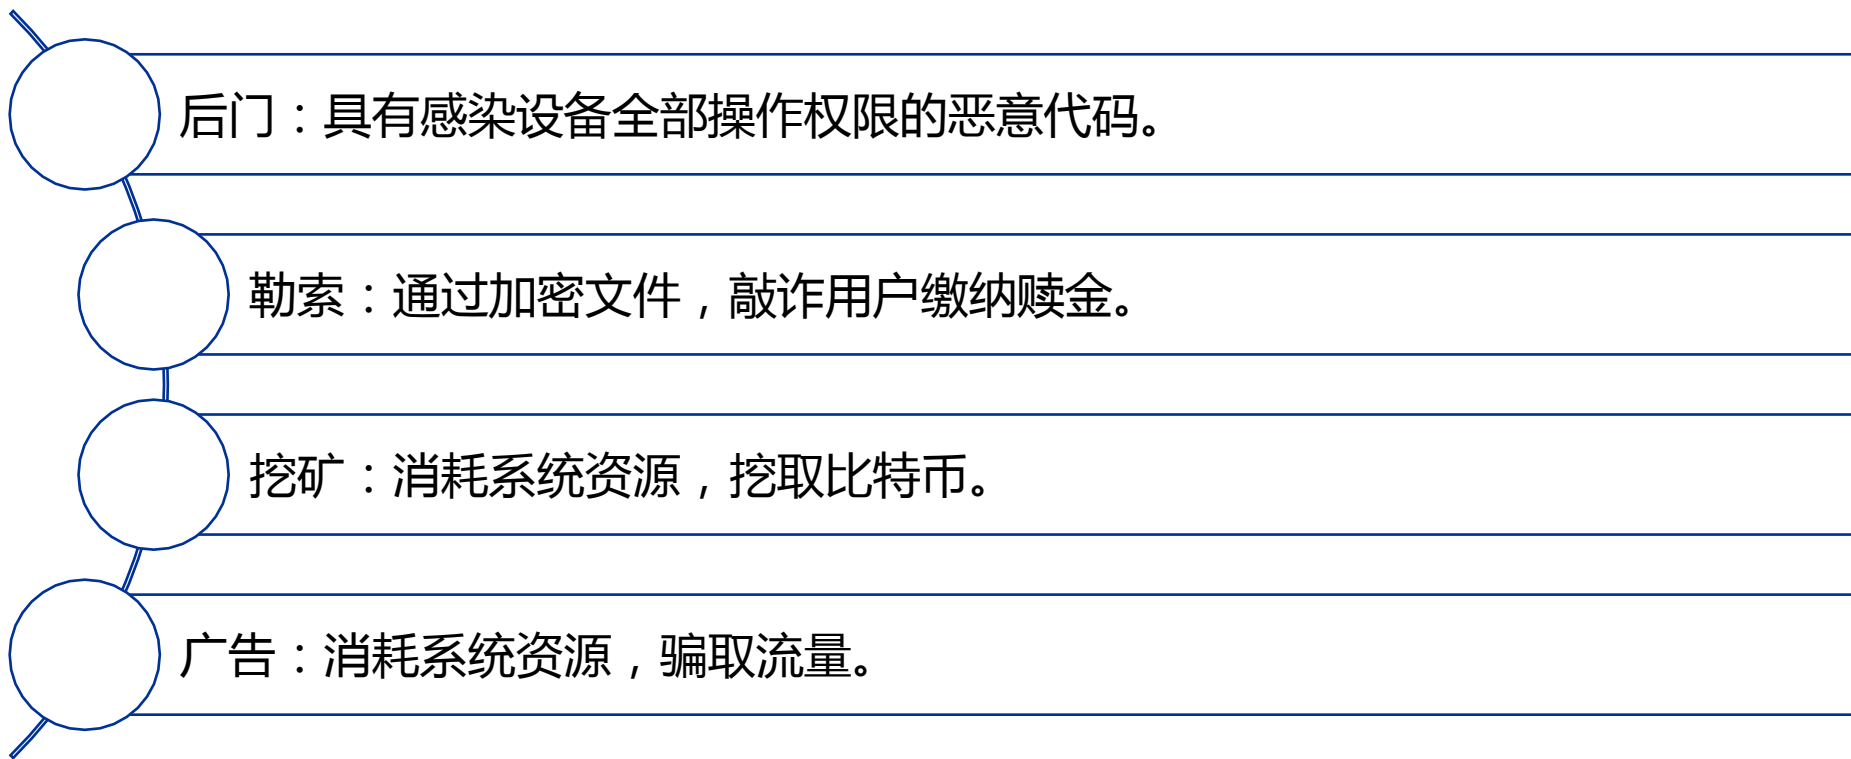 后门：具有感染设备全部操作权限的恶意代码。
勒索：通过加密文件，敲诈用户缴纳赎金。
挖矿：消耗系统资源，挖取比特币。
广告：消耗系统资源，骗取流量。